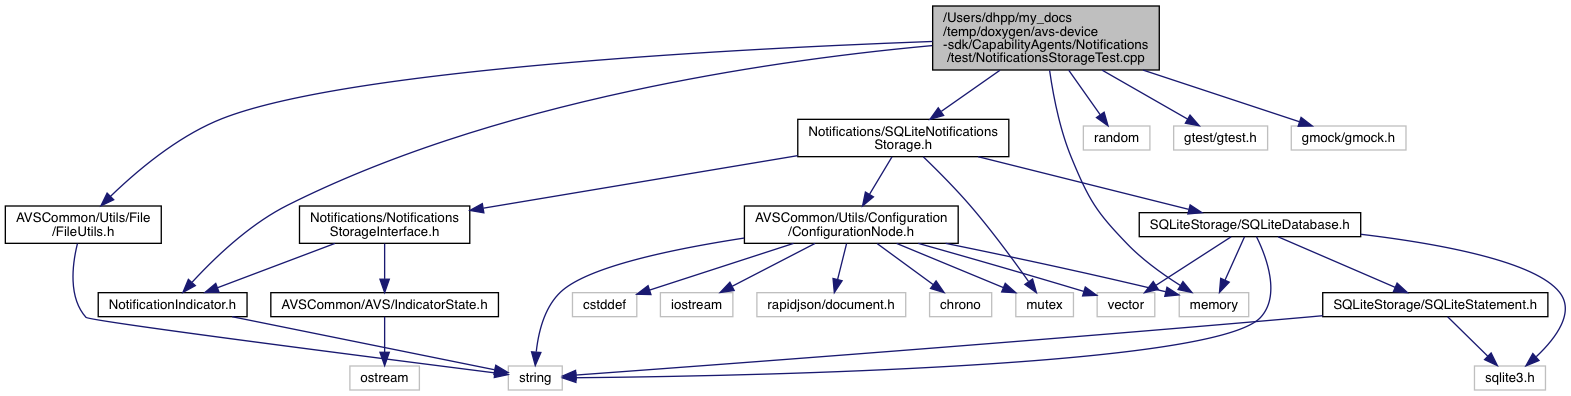 /Users/dhpp/my_docs
/temp/doxygen/avs-device
-sdk/CapabilityAgents/Notifications
/test/NotificationsStorageTest.cpp
Notifications/SQLiteNotifications
Storage.h
random
gtest/gtest.h
gmock/gmock.h
AVSCommon/Utils/File
/FileUtils.h
Notifications/Notifications
StorageInterface.h
AVSCommon/Utils/Configuration
/ConfigurationNode.h
SQLiteStorage/SQLiteDatabase.h
NotificationIndicator.h
AVSCommon/AVS/IndicatorState.h
cstddef
iostream
rapidjson/document.h
chrono
mutex
vector
memory
SQLiteStorage/SQLiteStatement.h
ostream
string
sqlite3.h